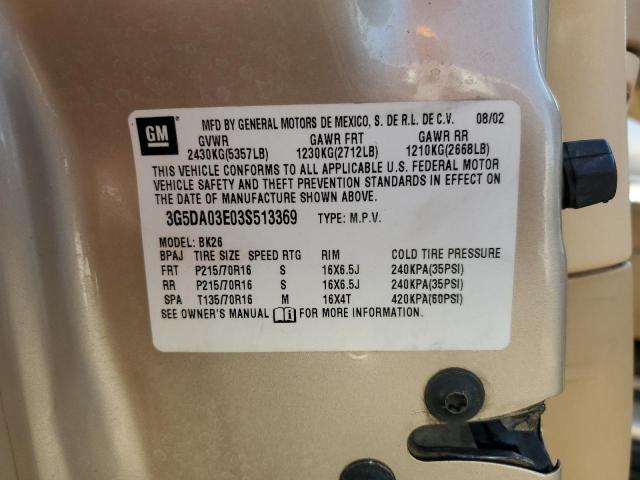 GM
MFD BY GENERAL MOTORS DE MEXICO, S. DE R.L. DE C.V. 08/02
GVWR GAWR FRT GAWR RR
2430KG(5357LB) 1230KG(2712LB) 1210KG(2668LB)
THIS VEHICLE CONFORMS TO ALL APPLICABLE U.S. FEDERAL MOTOR
VEHICLE SAFETY AND THEFT PREVENTION STANDARDS IN EFFECT ON
THE DATE OF MANUFACTURE SHOWN ABOVE.
3G5DA03E03S513369 TYPE: M.P.V.
MODEL: BK26
BPAJ TIRE SIZE SPEED RTG RIM COLD TIRE PRESSURE
FRT P215/70R16 S 16X6.5J 240KPA(35PSI)
RR P215/70R16 S 16X6.5J 240KPA(35PSI)
SPA T135/70R16 M 16X4T 420KPA(60PSI)
SEE OWNER'S MANUAL FOR MORE INFORMATION.